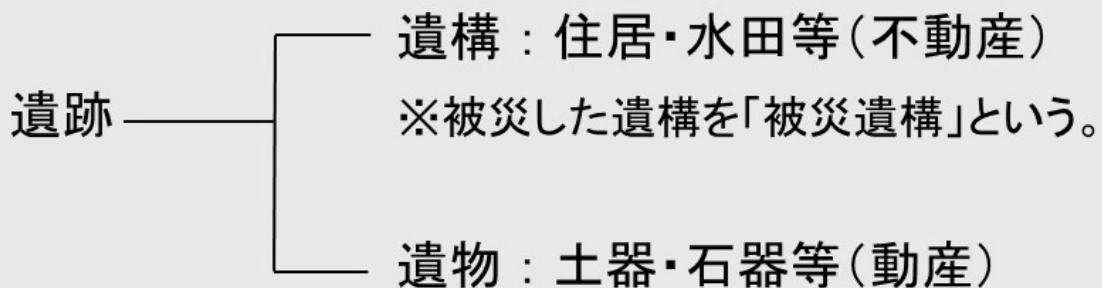 遺構：住居・水田等（不動産）
遺跡
※被災した遺構を「被災遺構」という。
遺物：土器・石器等（動産）